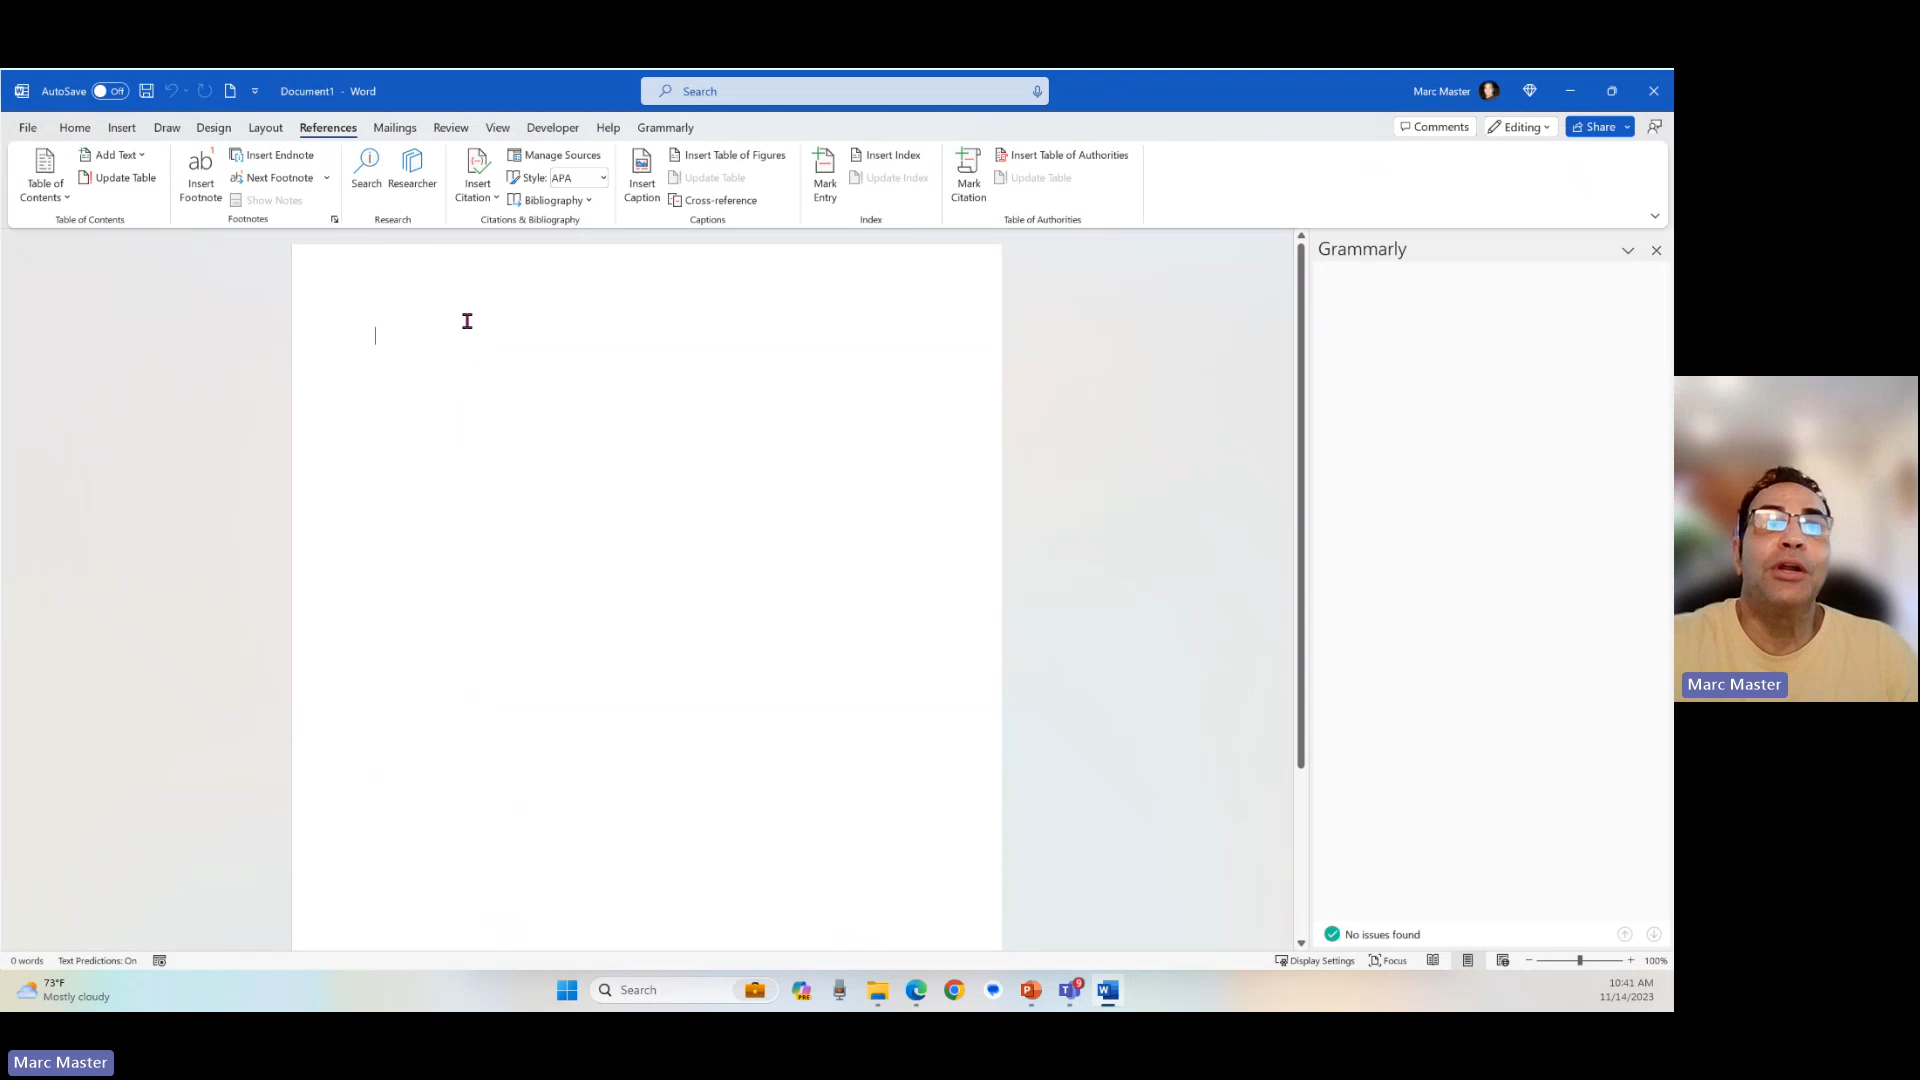 AutoSave Off Document1 - Word Search Marc Master
File Home Insert Draw Design Layout References Mailings Review View Developer Help Grammarly Comments Editing Share
Table of Contents
Add Text
Update Table
Table of Contents
Insert Footnote
Insert Endnote
Next Footnote
Show Notes
Footnotes
Search
Researcher
Research
Insert Citation
Manage Sources
Style: APA
Bibliography
Citations & Bibliography
Insert Caption
Insert Table of Figures
Update Table
Cross-reference
Captions
Mark Entry
Insert Index
Update Index
Index
Mark Citation
Insert Table of Authorities
Update Table
Table of Authorities
Grammarly
No issues found
Marc Master
0 words Text Predictions: On Display Settings Focus 100%
73°F
Mostly cloudy
Search
PRE
9
10:41 AM
11/14/2023
Marc Master